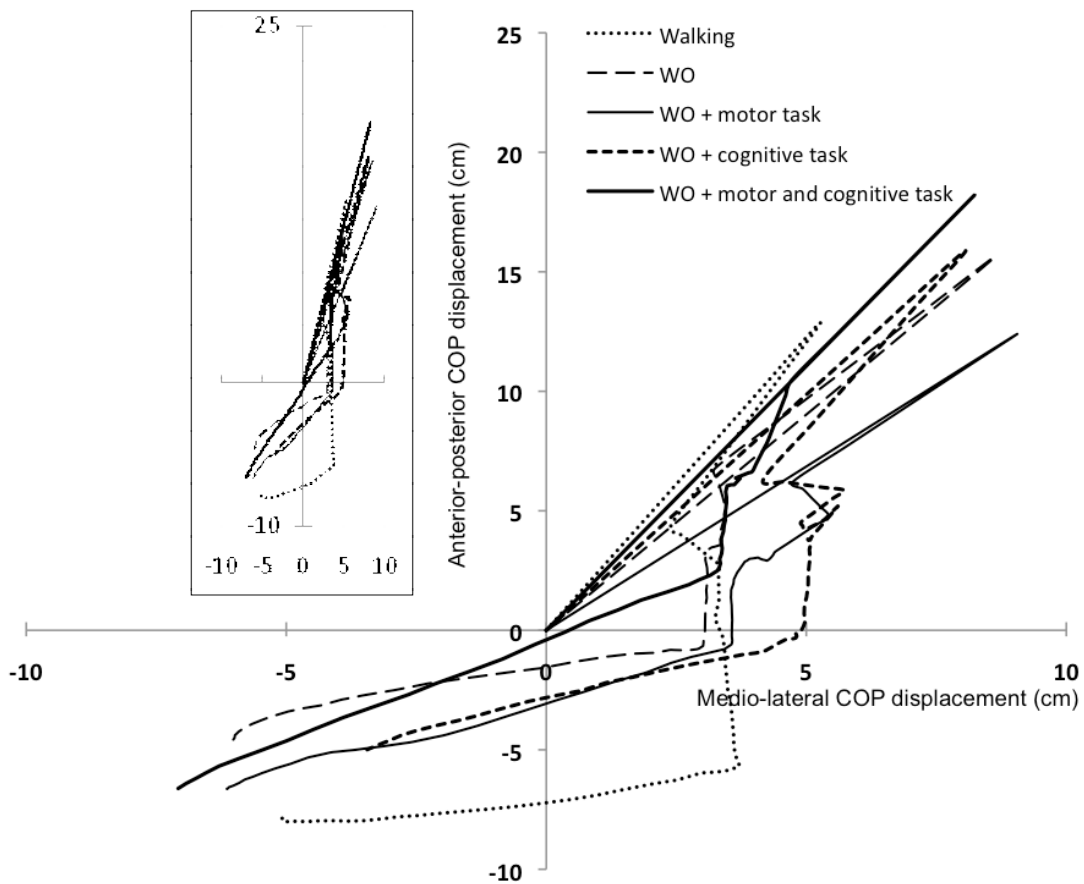 25
-10
-10 -5 0 5 10
Anterior-posterior COP displacement (cm)
25
20
15
10
5
0
-5
-10
Walking
WO
WO + motor task
WO + cognitive task
WO + motor and cognitive task
-10 -5 0 5 10
Medio-lateral COP displacement (cm)